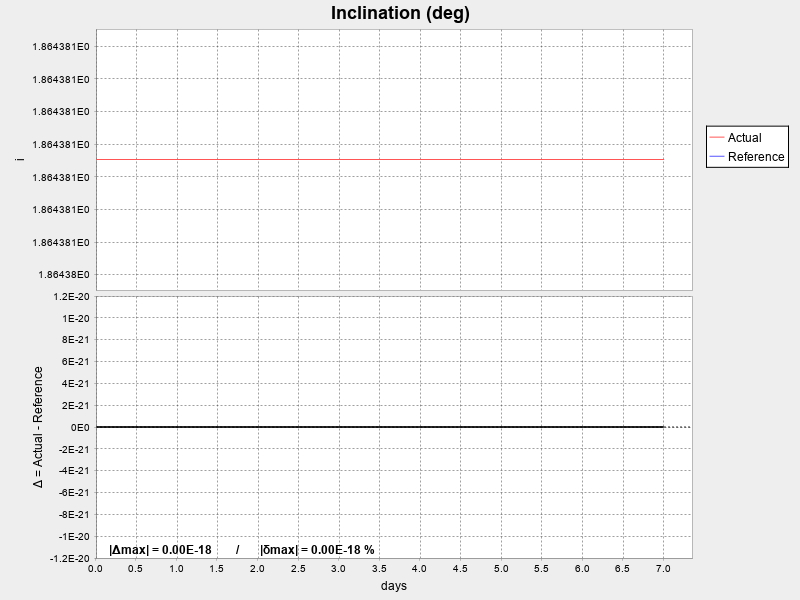 Inclination (deg)
1.864381E0
1.864381E0
1.864381E0
1.864381E0
1.864381E0
1.864381E0
1.864381E0
1.86438E0
i
Actual
Reference
1.2E-20
1E-20
8E-21
6E-21
4E-21
2E-21
0E0
-2E-21
-4E-21
-6E-21
-8E-21
-1E-20
-1.2E-20
Δ = Actual - Reference
|Δmax| = 0.00E-18 / |δmax| = 0.00E-18 %
0.0 0.5 1.0 1.5 2.0 2.5 3.0 3.5 4.0 4.5 5.0 5.5 6.0 6.5 7.0
days